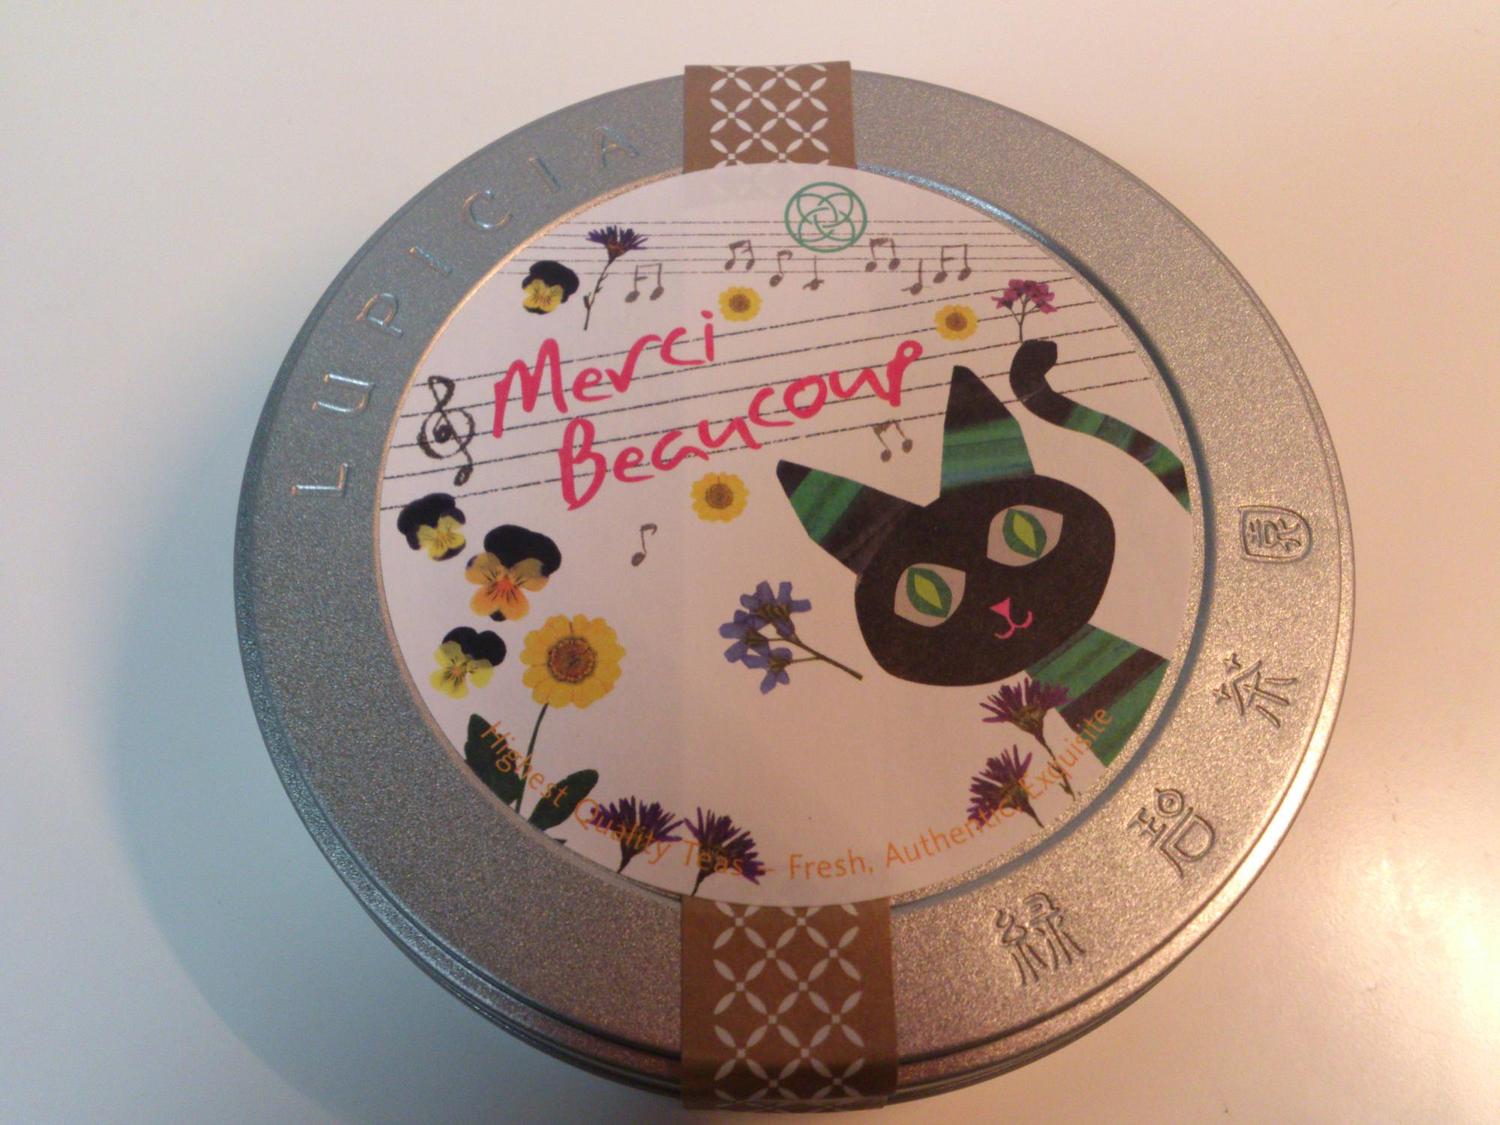 LUPICIA
Merci
Beaucoup
Highest Quality Teas - Fresh, Authentic, Exquisite
緑碧茶園